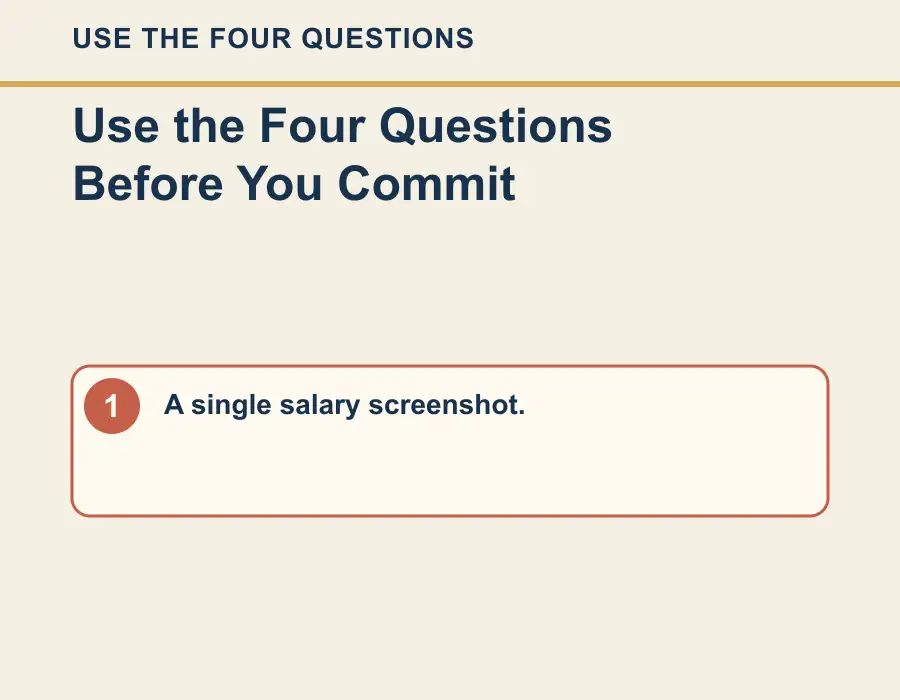 USE THE FOUR QUESTIONS
Use the Four Questions
Before You Commit
1 A single salary screenshot.